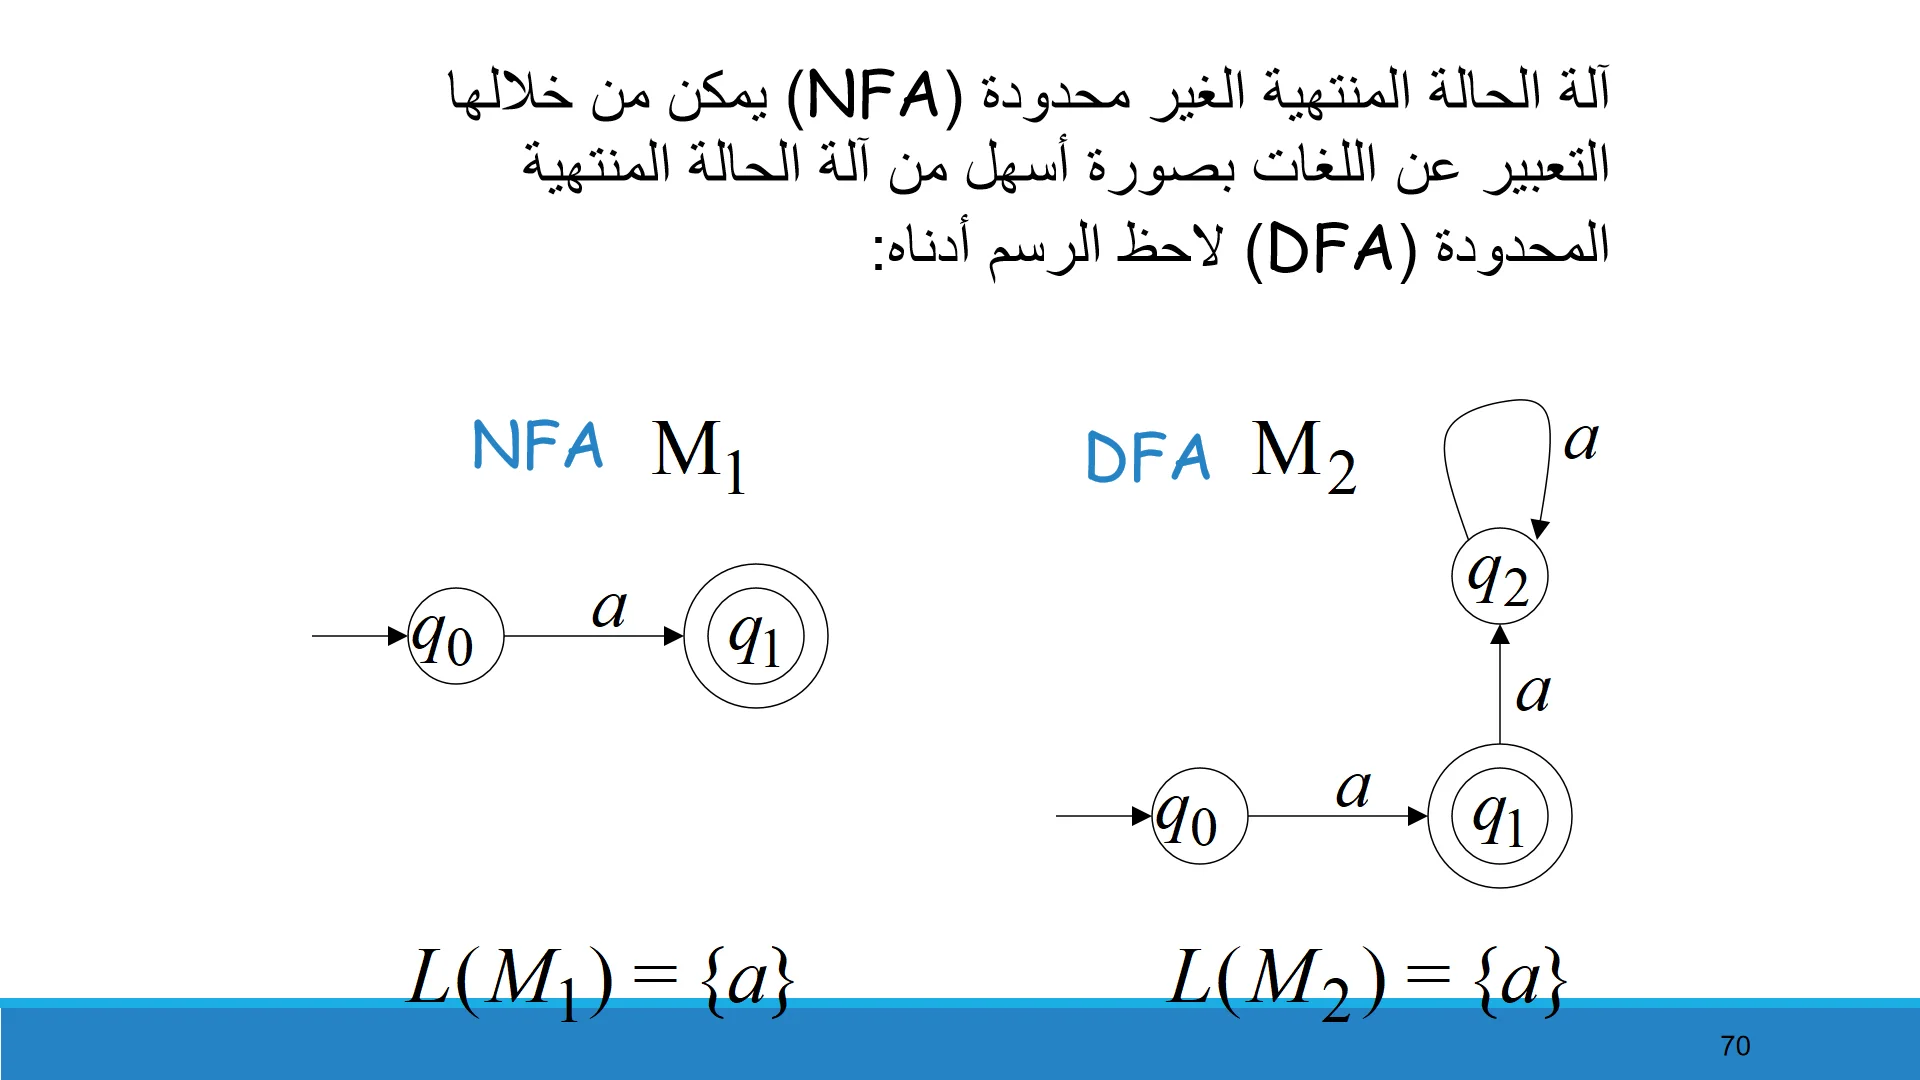 آلة الحالة المنتهية الغير محدودة (NFA) يمكن من خلالها
التعبير عن اللغات بصورة أسهل من آلة الحالة المنتهية
المحدودة (DFA) لاحظ الرسم أدناه:
NFA M1
q0 a q1
L(M1) = {a}
DFA M2
a
q2
a
q0 a q1
L(M2) = {a}
70